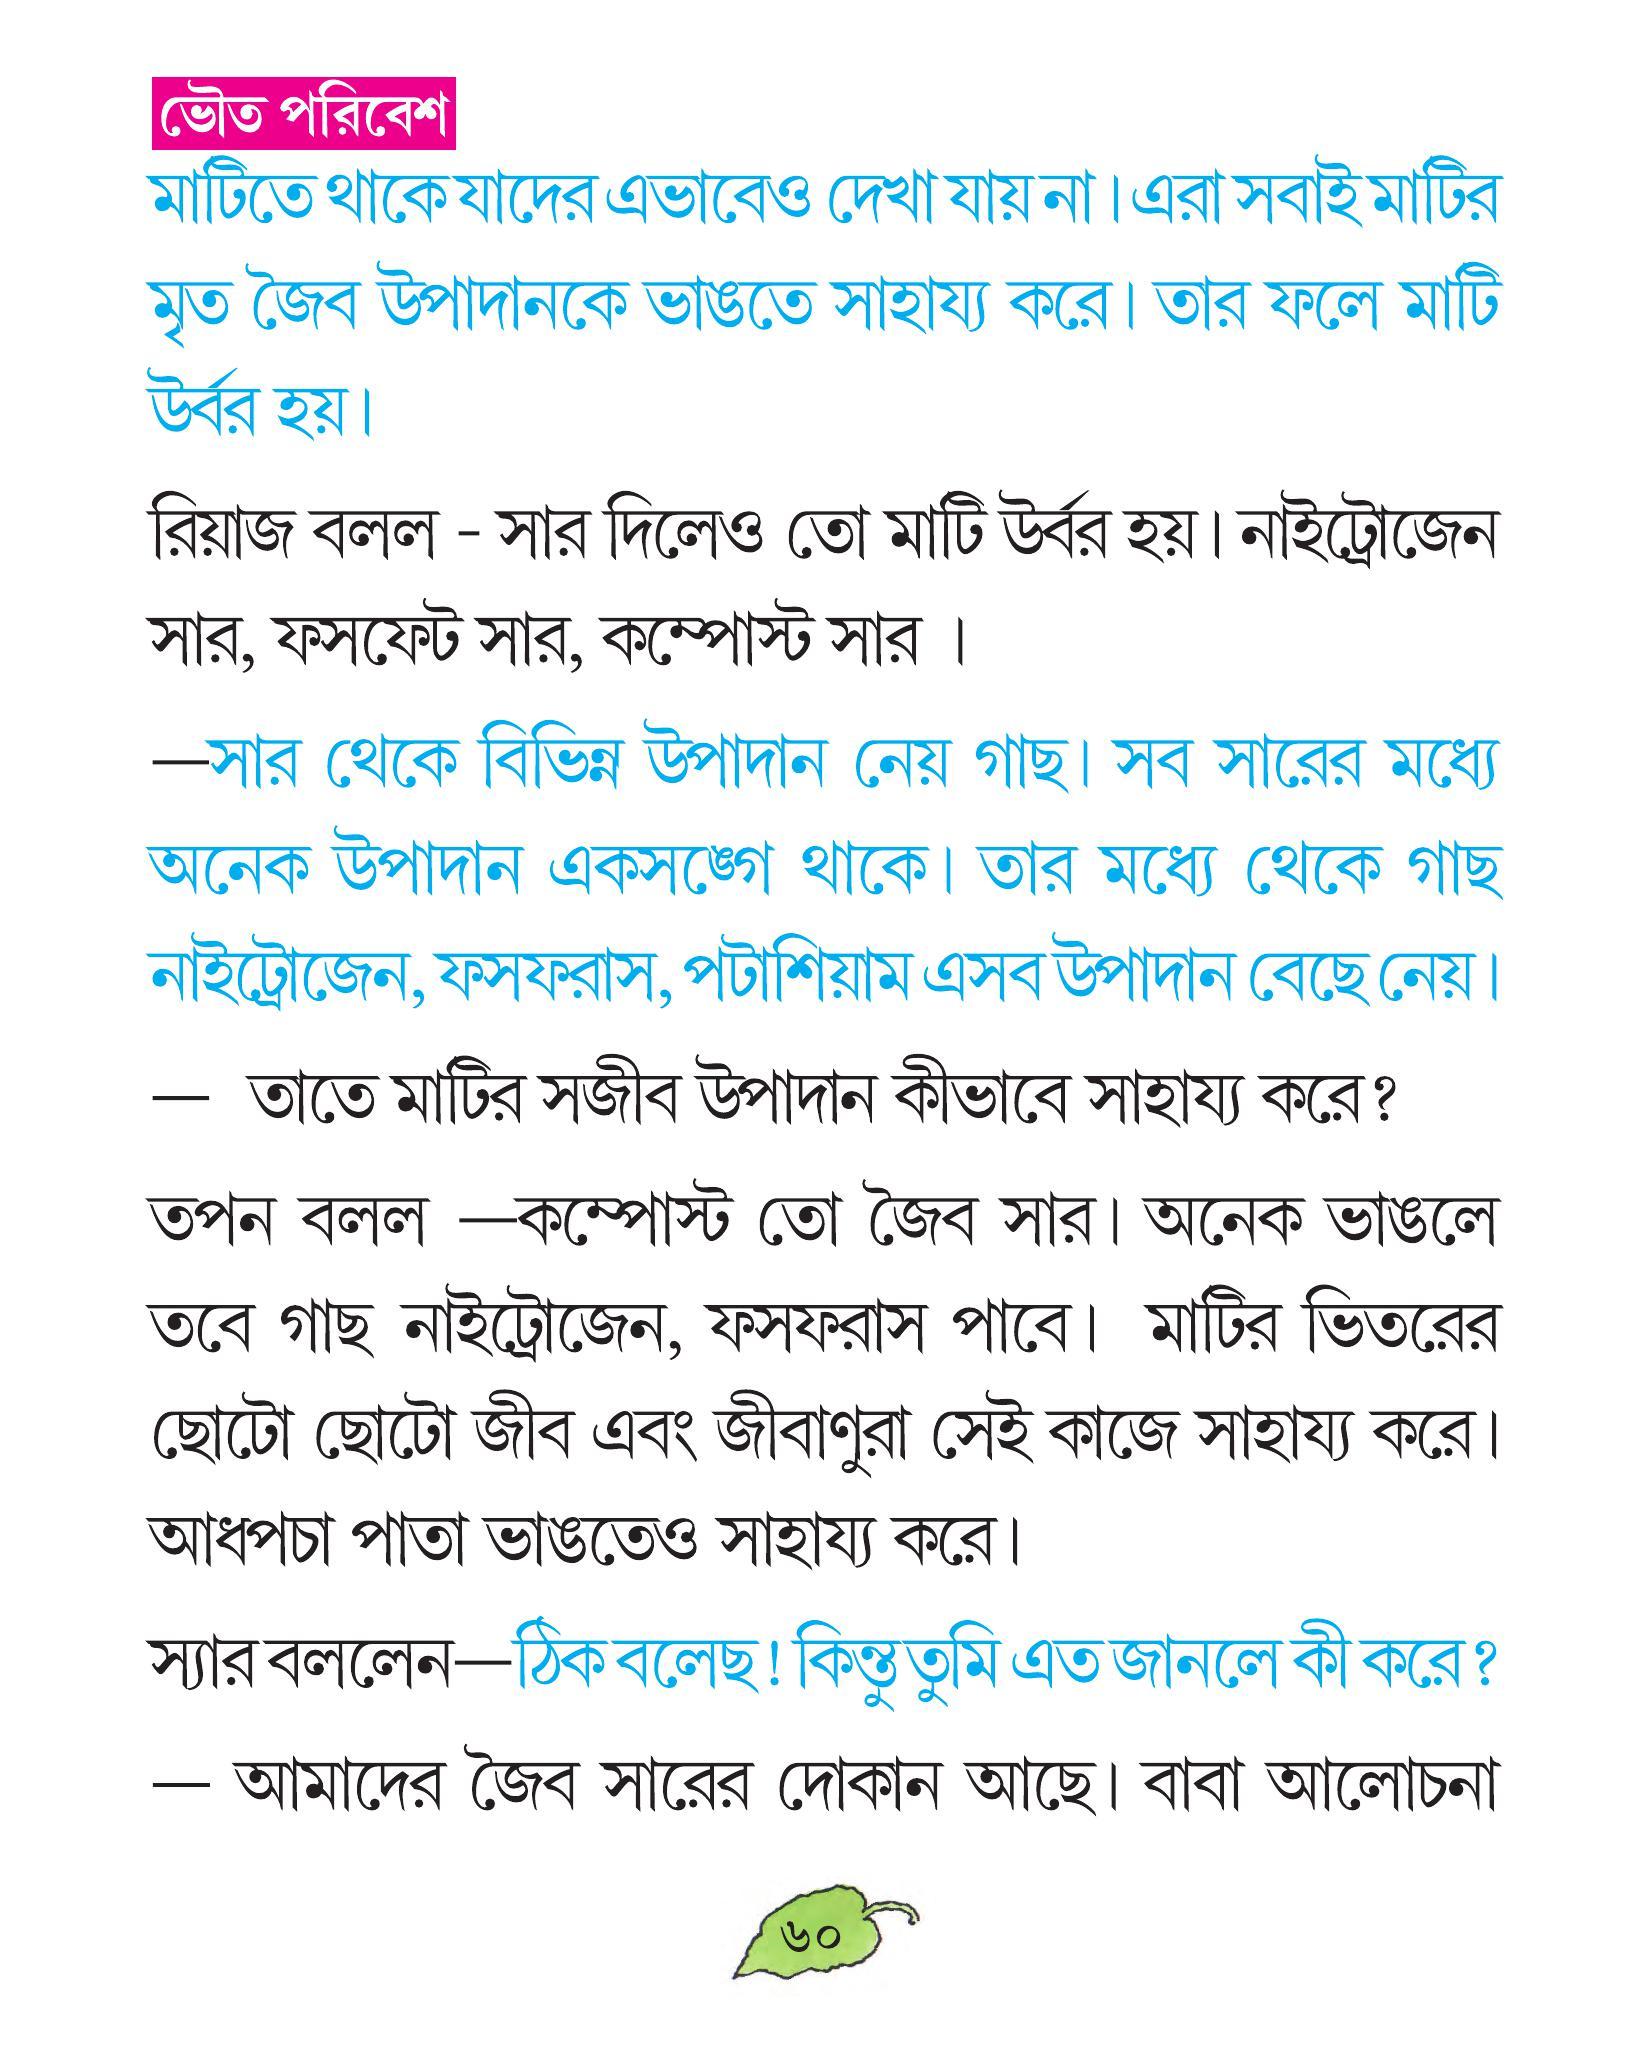 ভৌত পরিবেশ
মাটিতে থাকে যাদের এভাবেও দেখা যায় না। এরা সবাই মাটির
মৃত জৈব উপাদানকে ভাঙতে সাহায্য করে। তার ফলে মাটি
উর্বর হয়।
রিয়াজ বলল - সার দিলেও তো মাটি উর্বর হয়। নাইট্রোজেন
সার, ফসফেট সার, কম্পোস্ট সার ।
—সার থেকে বিভিন্ন উপাদান নেয় গাছ। সব সারের মধ্যে
অনেক উপাদান একসঙ্গে থাকে। তার মধ্যে থেকে গাছ
নাইট্রোজেন, ফসফরাস, পটাশিয়াম এসব উপাদান বেছে নেয়।
— তাতে মাটির সজীব উপাদান কীভাবে সাহায্য করে?
তপন বলল —কম্পোস্ট তো জৈব সার। অনেক ভাঙলে
তবে গাছ নাইট্রোজেন, ফসফরাস পাবে। মাটির ভিতরের
ছোটো ছোটো জীব এবং জীবাণুরা সেই কাজে সাহায্য করে।
আধপচা পাতা ভাঙতেও সাহায্য করে।
স্যার বললেন—ঠিক বলেছ! কিন্তু তুমি এত জানলে কী করে?
— আমাদের জৈব সারের দোকান আছে। বাবা আলোচনা
৬০